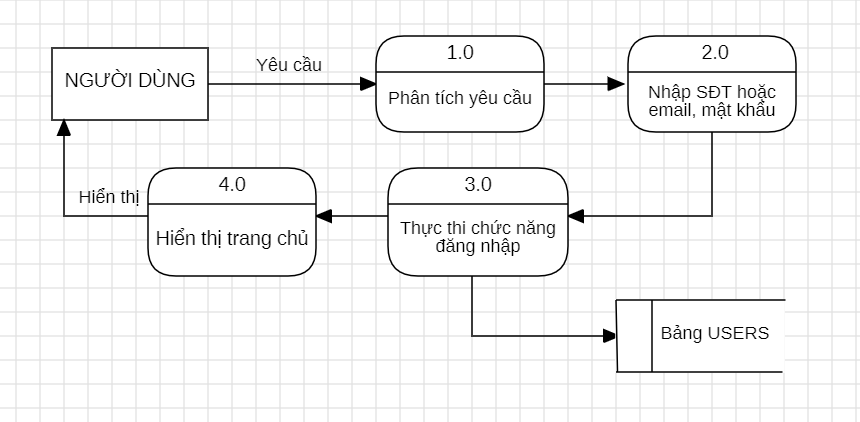 NGƯỜI DÙNG
Yêu cầu
1.0
Phân tích yêu cầu
2.0
Nhập SĐT hoặc
email, mật khẩu
3.0
Thực thi chức năng
đăng nhập
4.0
Hiển thị trang chủ
Hiển thị
Bảng USERS